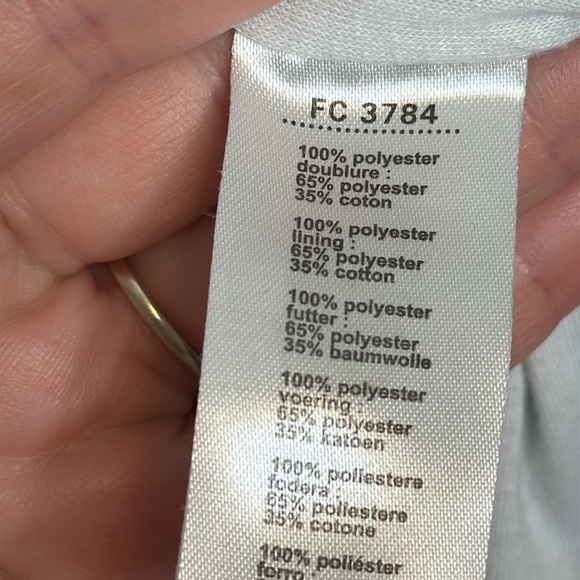 FC 3784
100% polyester
doublure :
65% polyester
35% coton
100% polyester
lining :
65% polyester
35% cotton
100% polyester
futter :
65% polyester
35% baumwolle
100% polyester
voering :
65% polyester
35% katoen
100% poliestere
fodera :
65% poliestere
35% cotone
100% poliéster
forro :